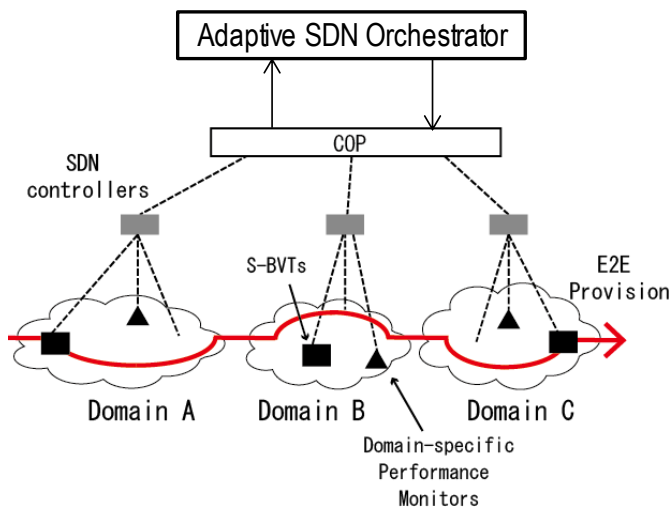 Adaptive SDN Orchestrator
COP
SDN
controllers
S-BVTs
E2E
Provision
Domain A
Domain B
Domain C
Domain-specific
Performance
Monitors